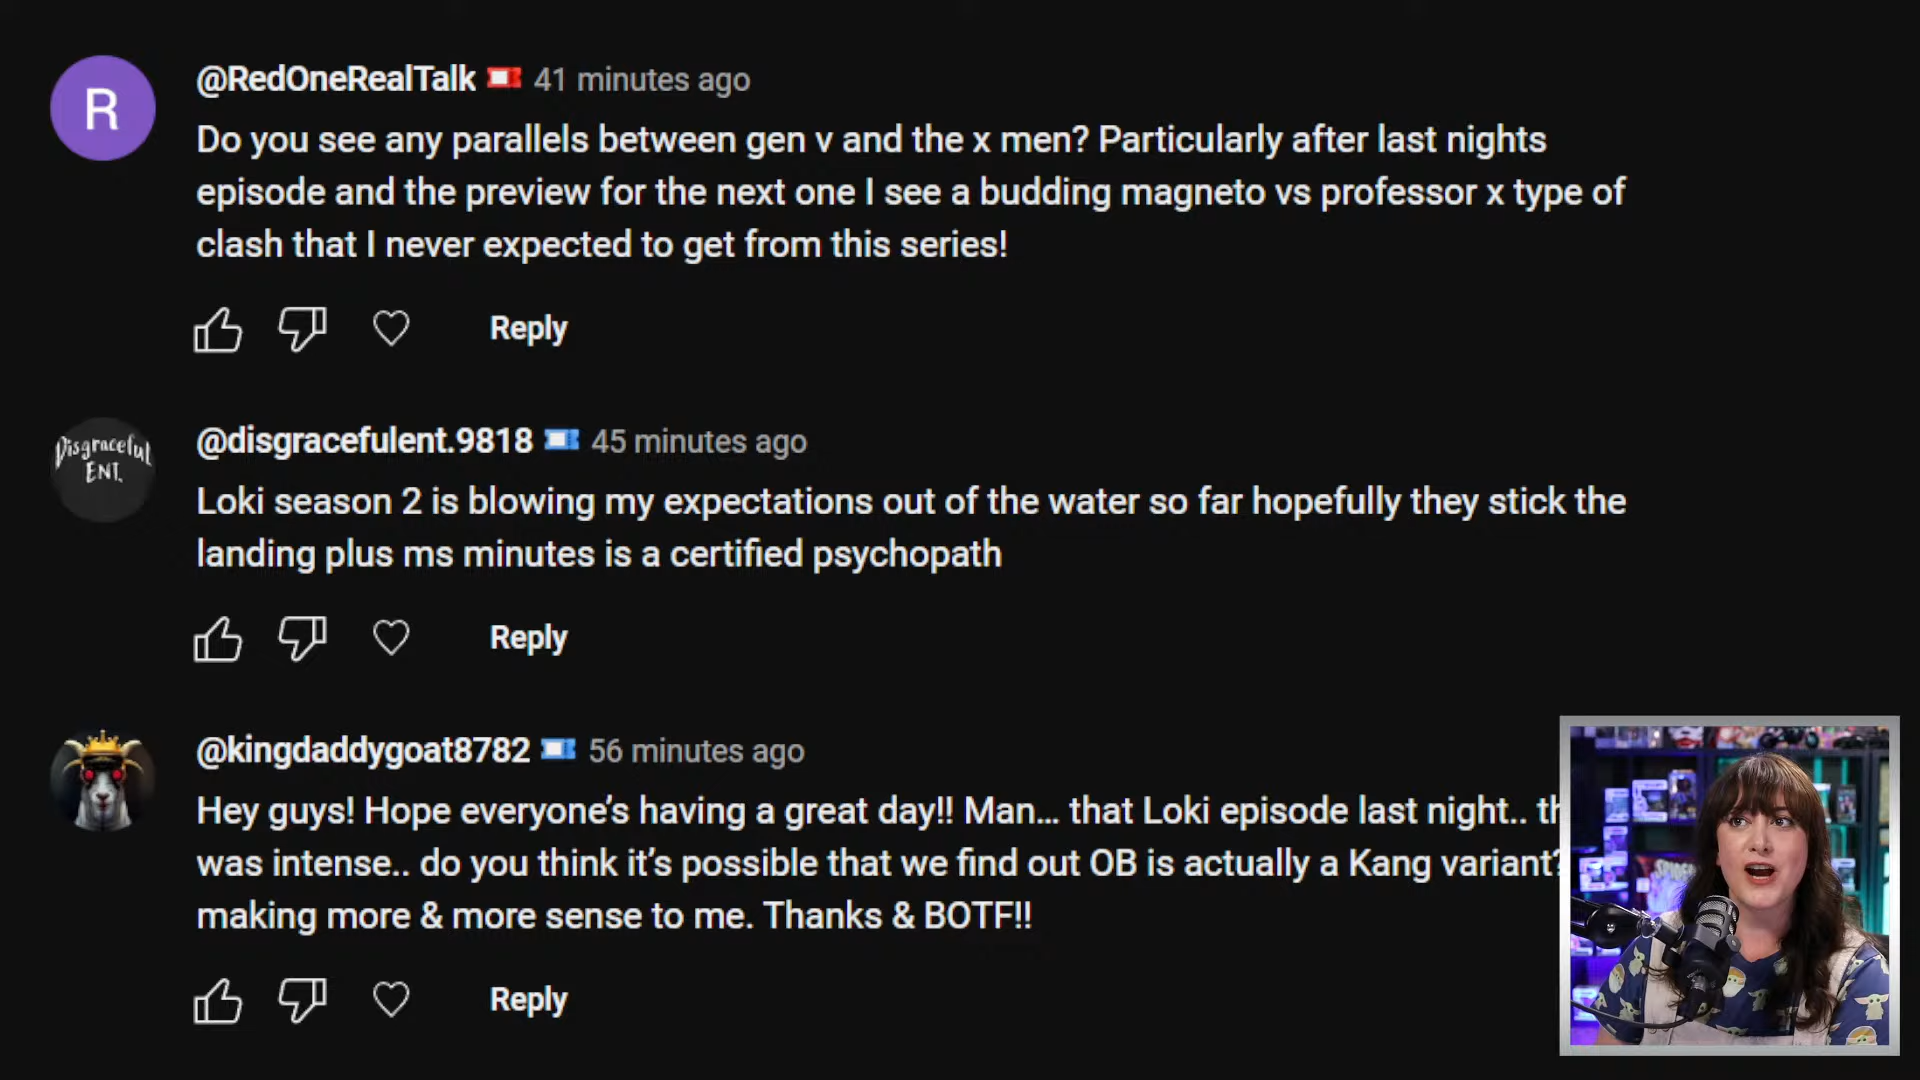 R
@RedOneRealTalk 41 minutes ago
Do you see any parallels between gen v and the x men? Particularly after last nights
episode and the preview for the next one I see a budding magneto vs professor x type of
clash that I never expected to get from this series!
Reply
Disgraceful
ENT.
@disgracefulent.9818 45 minutes ago
Loki season 2 is blowing my expectations out of the water so far hopefully they stick the
landing plus ms minutes is a certified psychopath
Reply
@kingdaddygoat8782 56 minutes ago
Hey guys! Hope everyone's having a great day!! Man... that Loki episode last night..
was intense.. do you think it's possible that we find out OB is actually a Kang variant?
making more & more sense to me. Thanks & BOTF!!
Reply